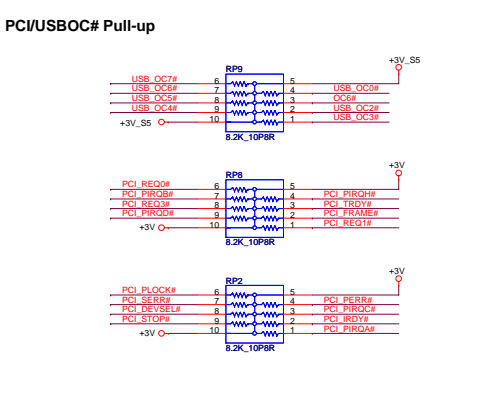 PCI/USBOC# Pull-up
RP9
+3V_S5
USB_OC7# 6 5
USB_OC6# 7 4 USB_OC0#
USB_OC5# 8 3 OC6#
USB_OC4# 9 2 USB_OC2#
+3V_S5 10 1 USB_OC3#
8.2K_10P8R
RP8
+3V
PCI_REQ0# 6 5
PCI_PIRQB# 7 4 PCI_PIRQH#
PCI_REQ3# 8 3 PCI_TRDY#
PCI_PIRQD# 9 2 PCI_FRAME#
+3V 10 1 PCI_REQ1#
8.2K_10P8R
RP2
+3V
PCI_PLOCK# 6 5
PCI_SERR# 7 4 PCI_PERR#
PCI_DEVSEL# 8 3 PCI_PIRQC#
PCI_STOP# 9 2 PCI_IRDY#
+3V 10 1 PCI_PIRQA#
8.2K_10P8R